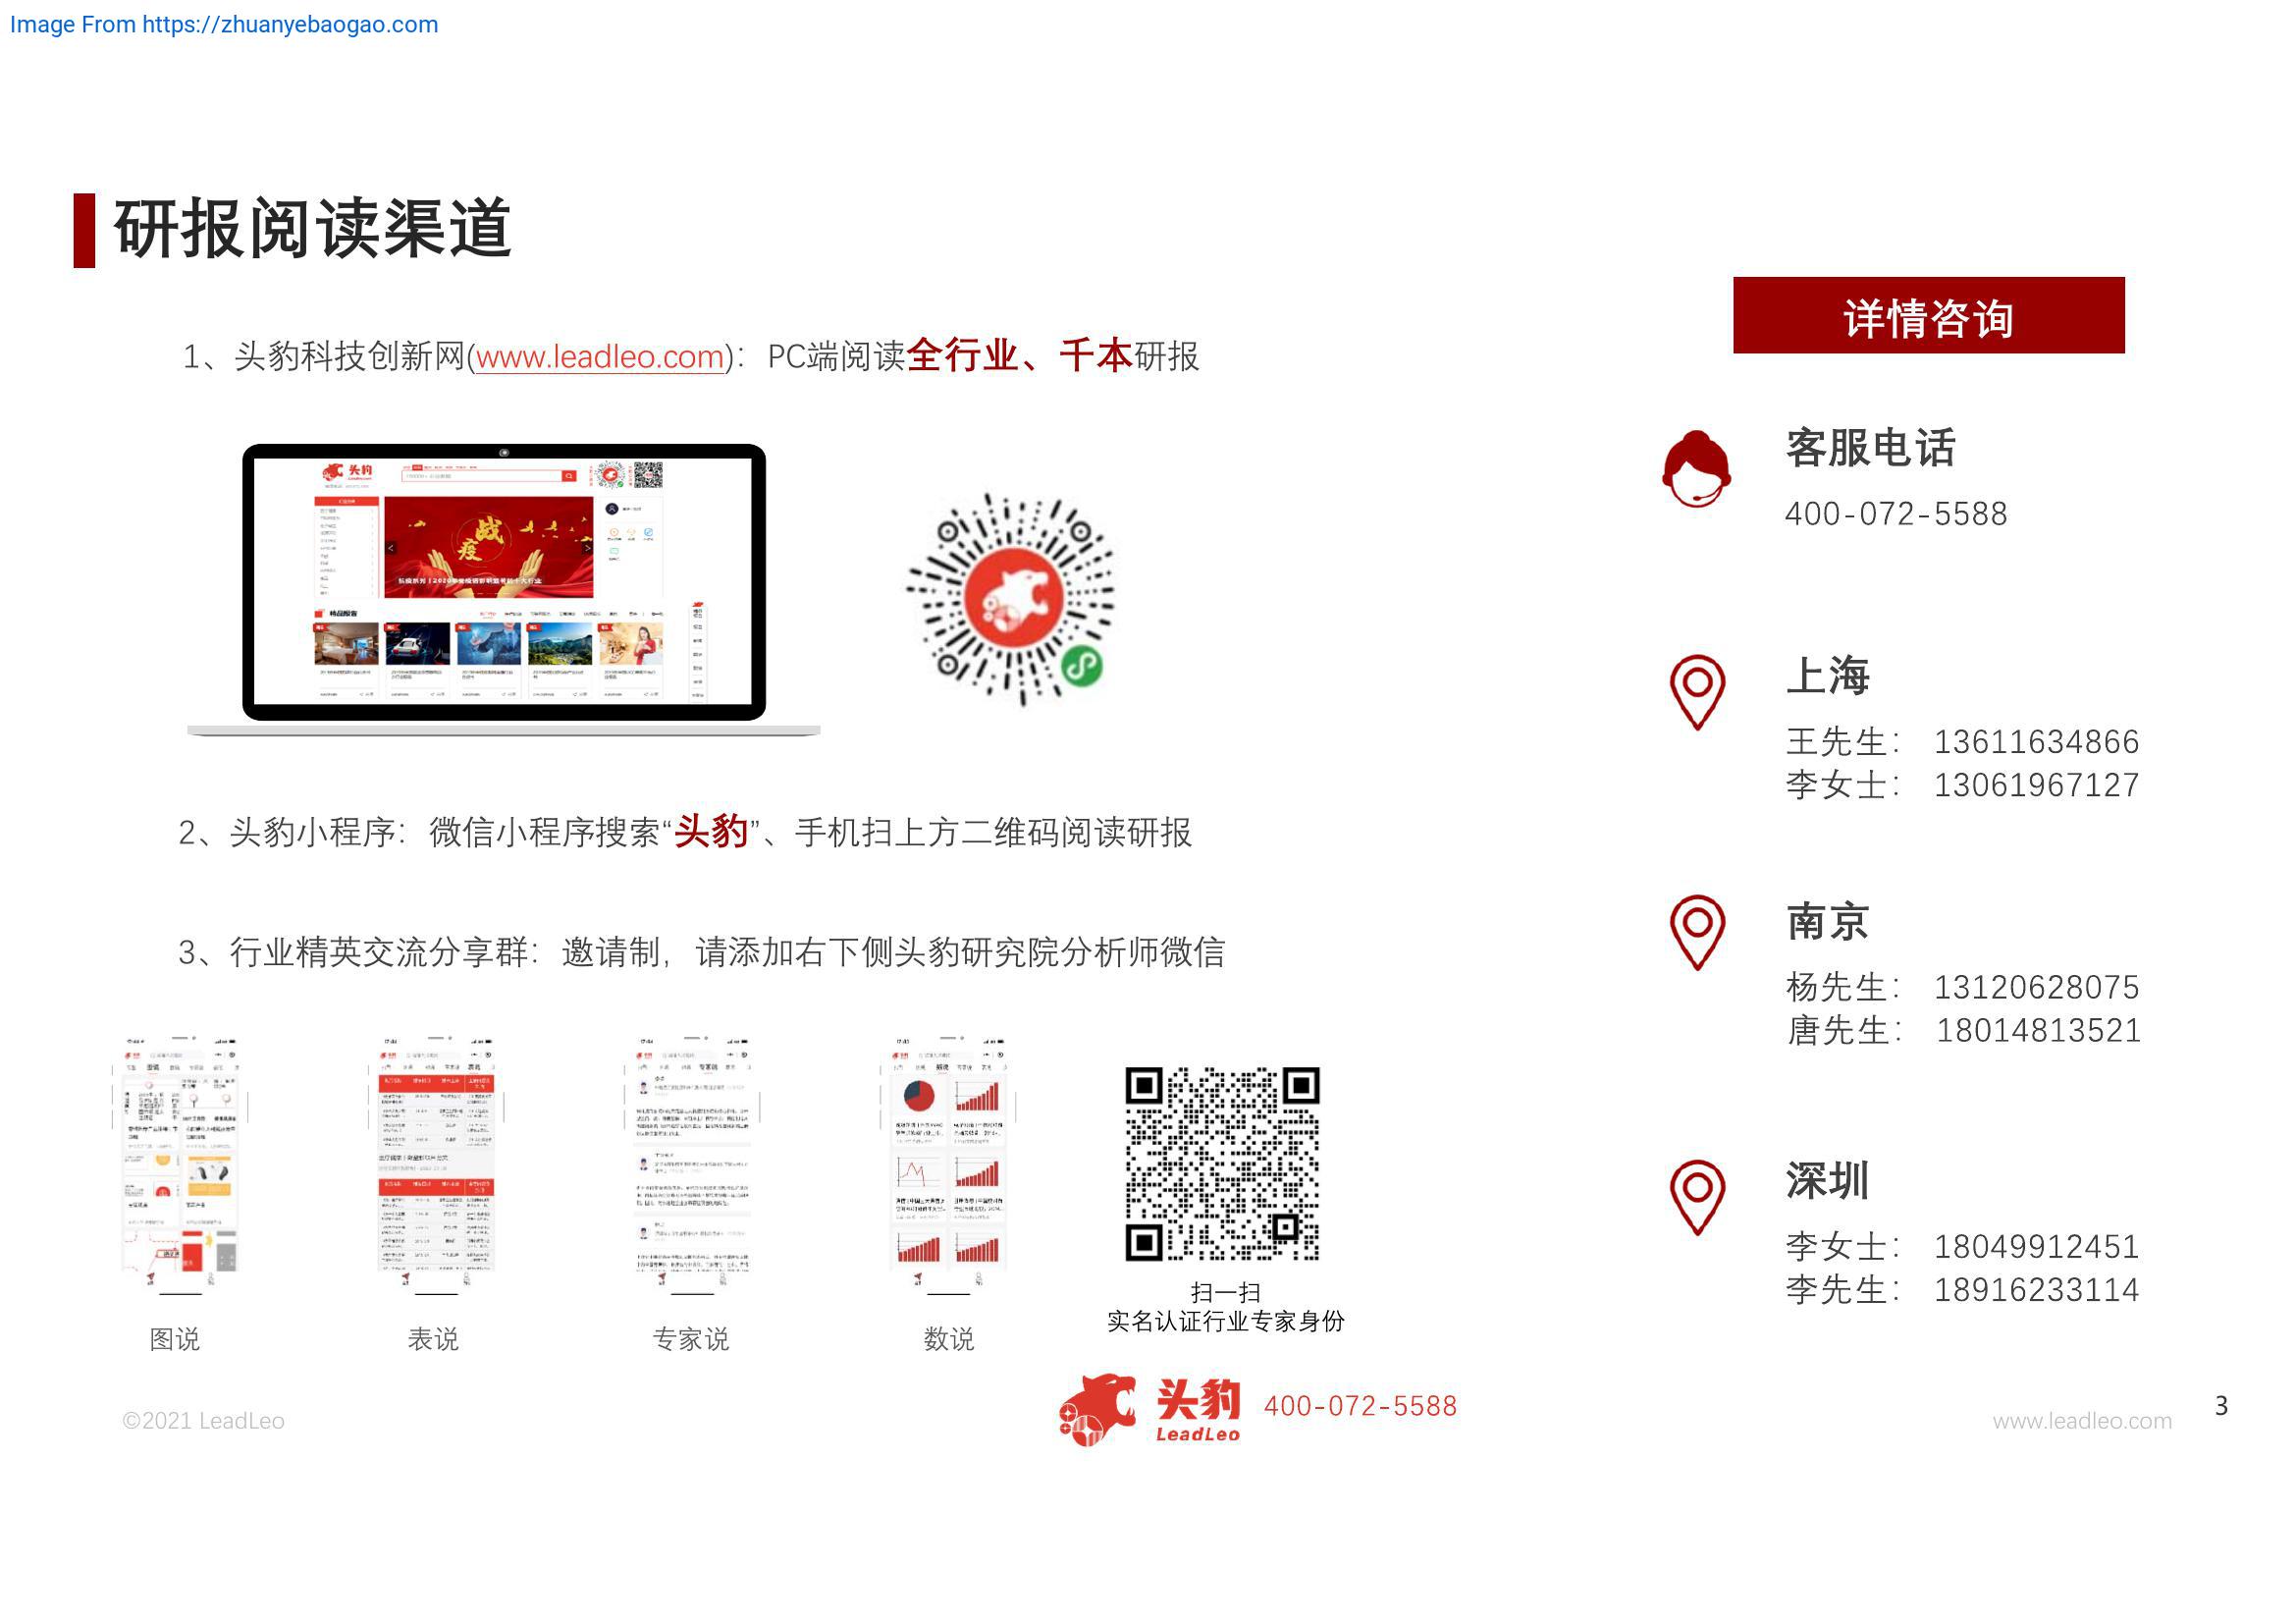 Image From https://zhuanyebaogao.com
研报阅读渠道
1、头豹科技创新网(www.leadleo.com)：PC端阅读全行业、千本研报
头豹
精品报告
2、头豹小程序：微信小程序搜索“头豹”、手机扫上方二维码阅读研报
3、行业精英交流分享群：邀请制，请添加右下侧头豹研究院分析师微信
图说
表说
专家说
数说
扫一扫
实名认证行业专家身份
详情咨询
客服电话
400-072-5588
上海
王先生： 13611634866
李女士： 13061967127
南京
杨先生： 13120628075
唐先生： 18014813521
深圳
李女士： 18049912451
李先生： 18916233114
©2021 LeadLeo
头豹
LeadLeo
400-072-5588
www.leadleo.com
3